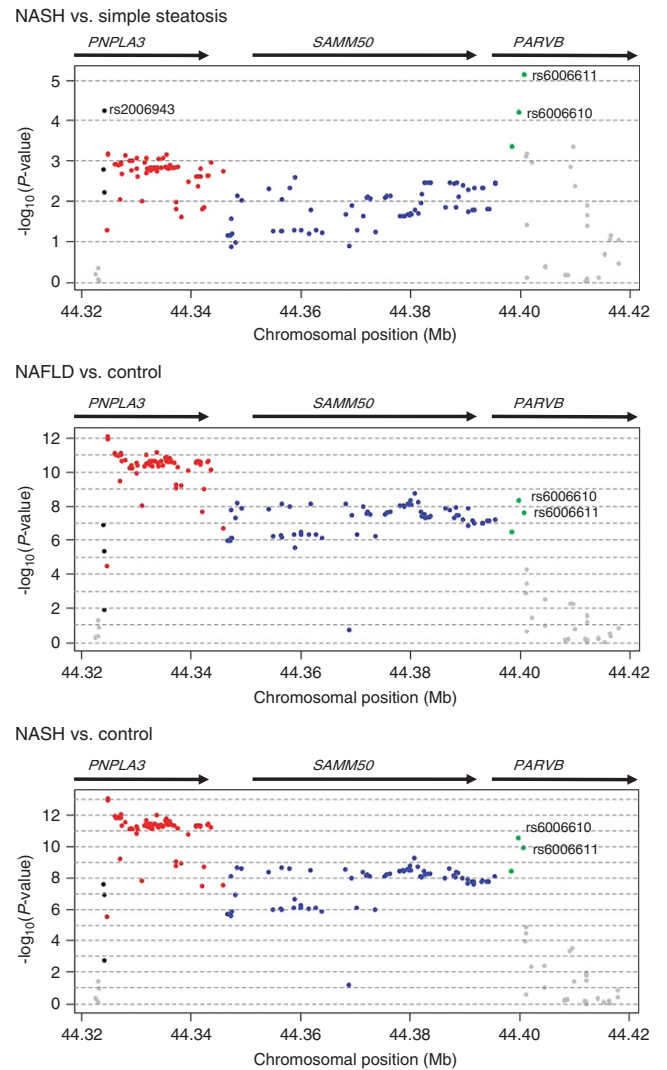 NASH vs. simple steatosis
PNPLA3 SAMM50 PARVB
5
4
3
2
1
0
-log10(P-value)
rs2006943
rs6006611
rs6006610
44.32 44.34 44.36 44.38 44.40 44.42
Chromosomal position (Mb)
NAFLD vs. control
PNPLA3 SAMM50 PARVB
12
10
8
6
4
2
0
-log10(P-value)
rs6006610
rs6006611
44.32 44.34 44.36 44.38 44.40 44.42
Chromosomal position (Mb)
NASH vs. control
PNPLA3 SAMM50 PARVB
12
10
8
6
4
2
0
-log10(P-value)
rs6006610
rs6006611
44.32 44.34 44.36 44.38 44.40 44.42
Chromosomal position (Mb)